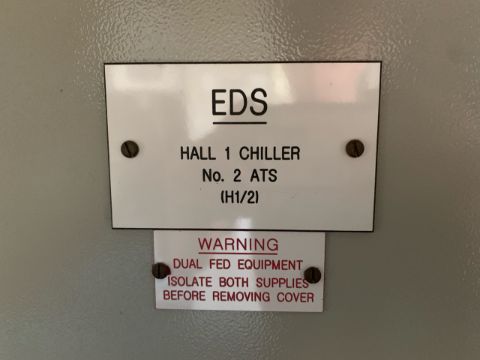 EDS
HALL 1 CHILLER
No. 2 ATS
(H1/2)
WARNING
DUAL FED EQUIPMENT
ISOLATE BOTH SUPPLIES
BEFORE REMOVING COVER